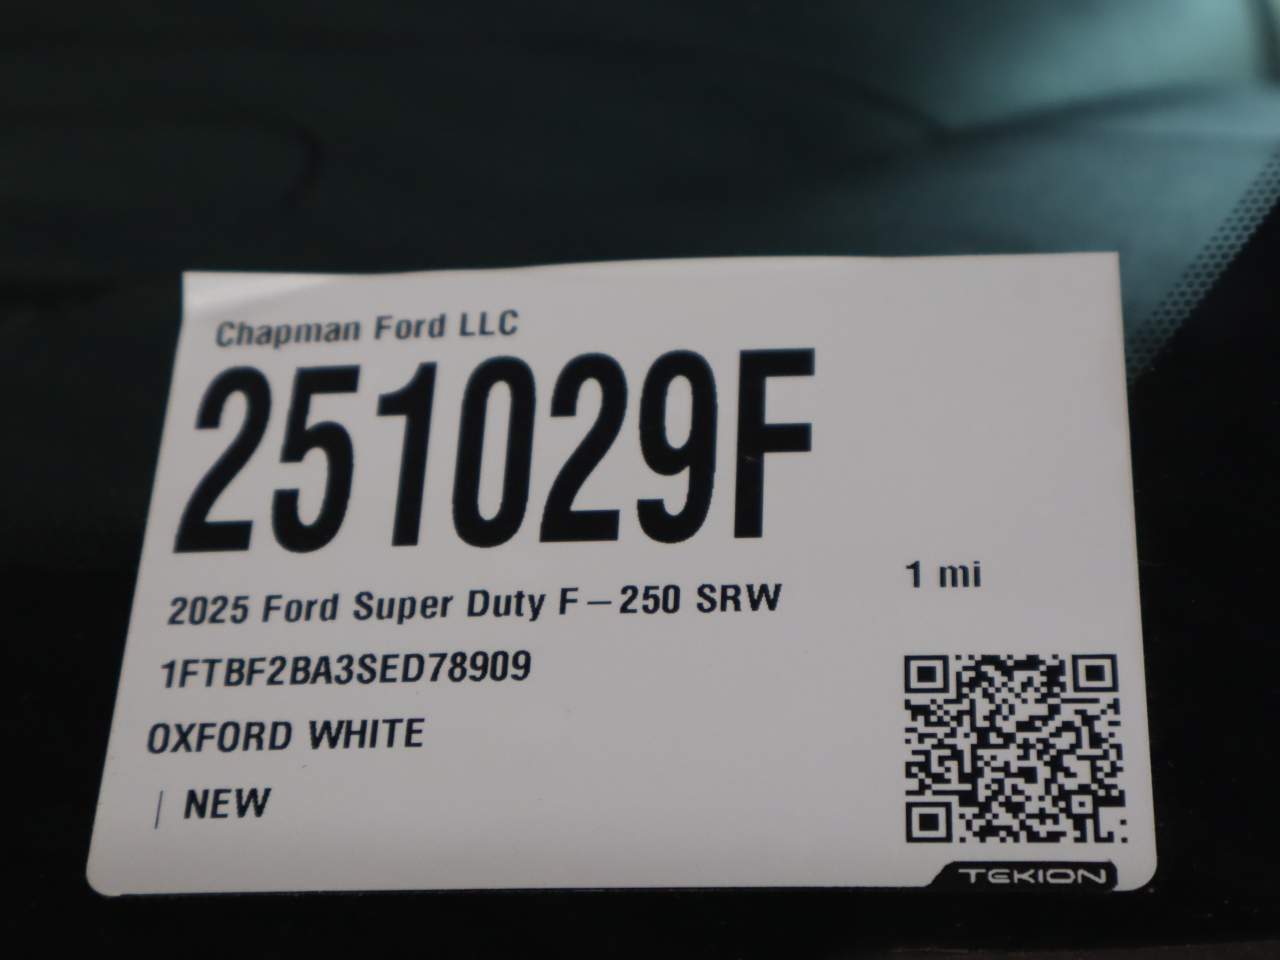 Chapman Ford LLC
251029F
2025 Ford Super Duty F-250 SRW
1 mi
1FTBF2BA3SED78909
OXFORD WHITE
| NEW
TEKION